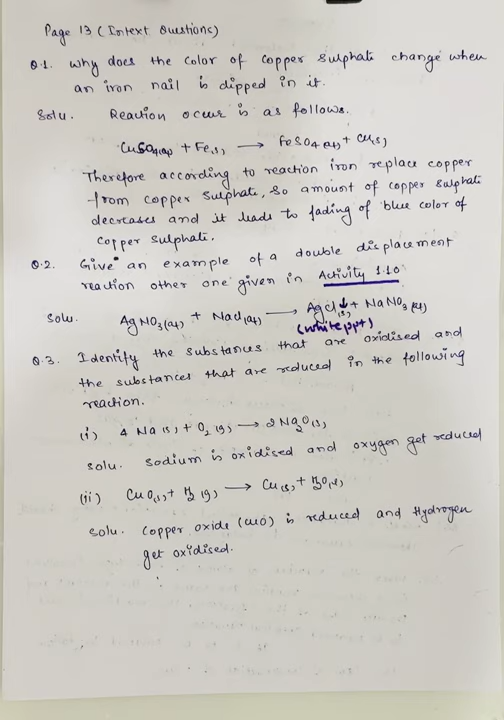 Page 13 (Intext Questions)
Q.1. Why does the color of copper sulphate change when
an iron nail is dipped in it.
Solu. Reaction occur is as follows.
CuSO4(aq) + Fe(s) → FeSO4(aq) + Cu(s)
Therefore according to reaction iron replace copper
from copper sulphate, so amount of copper sulphate
decreases and it leads to fading of blue color of
copper sulphate.
Q.2. Give an example of a double displacement
reaction other one given in Activity 1.10
Solu. AgNO3(aq) + NaCl(aq) → AgCl↓(s) + NaNO3(aq)
(white ppt)
Q.3. Identify the substances that are oxidised and
the substances that are reduced in the following
reaction.
(i) 4 Na(s) + O2(g) → 2Na2O(s)
Solu. Sodium is oxidised and oxygen get reduced
(ii) CuO(s) + H2(g) → Cu(s) + H2O(l)
Solu. Copper oxide (CuO) is reduced and Hydrogen
get oxidised.